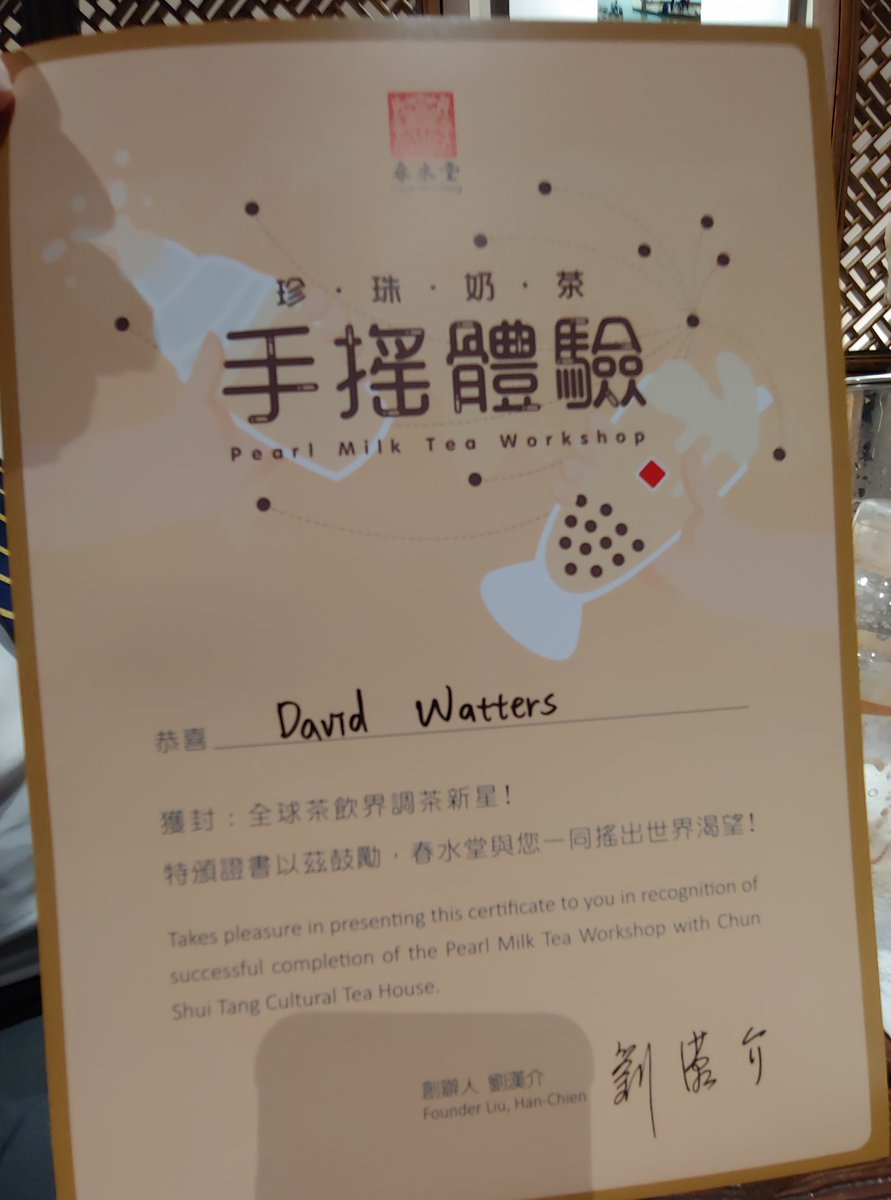 春水堂
珍·珠·奶·茶
手搖體驗
Pearl Milk Tea Workshop
恭喜 David Watters
獲封：全球茶飲界調茶新星！
特頒證書以茲鼓勵，春水堂與您一同搖出世界渴望！
Takes pleasure in presenting this certificate to you in recognition of
successful completion of the Pearl Milk Tea Workshop with Chun
Shui Tang Cultural Tea House.
創辦人 劉漢介
Founder Liu, Han-Chien
劉漢介